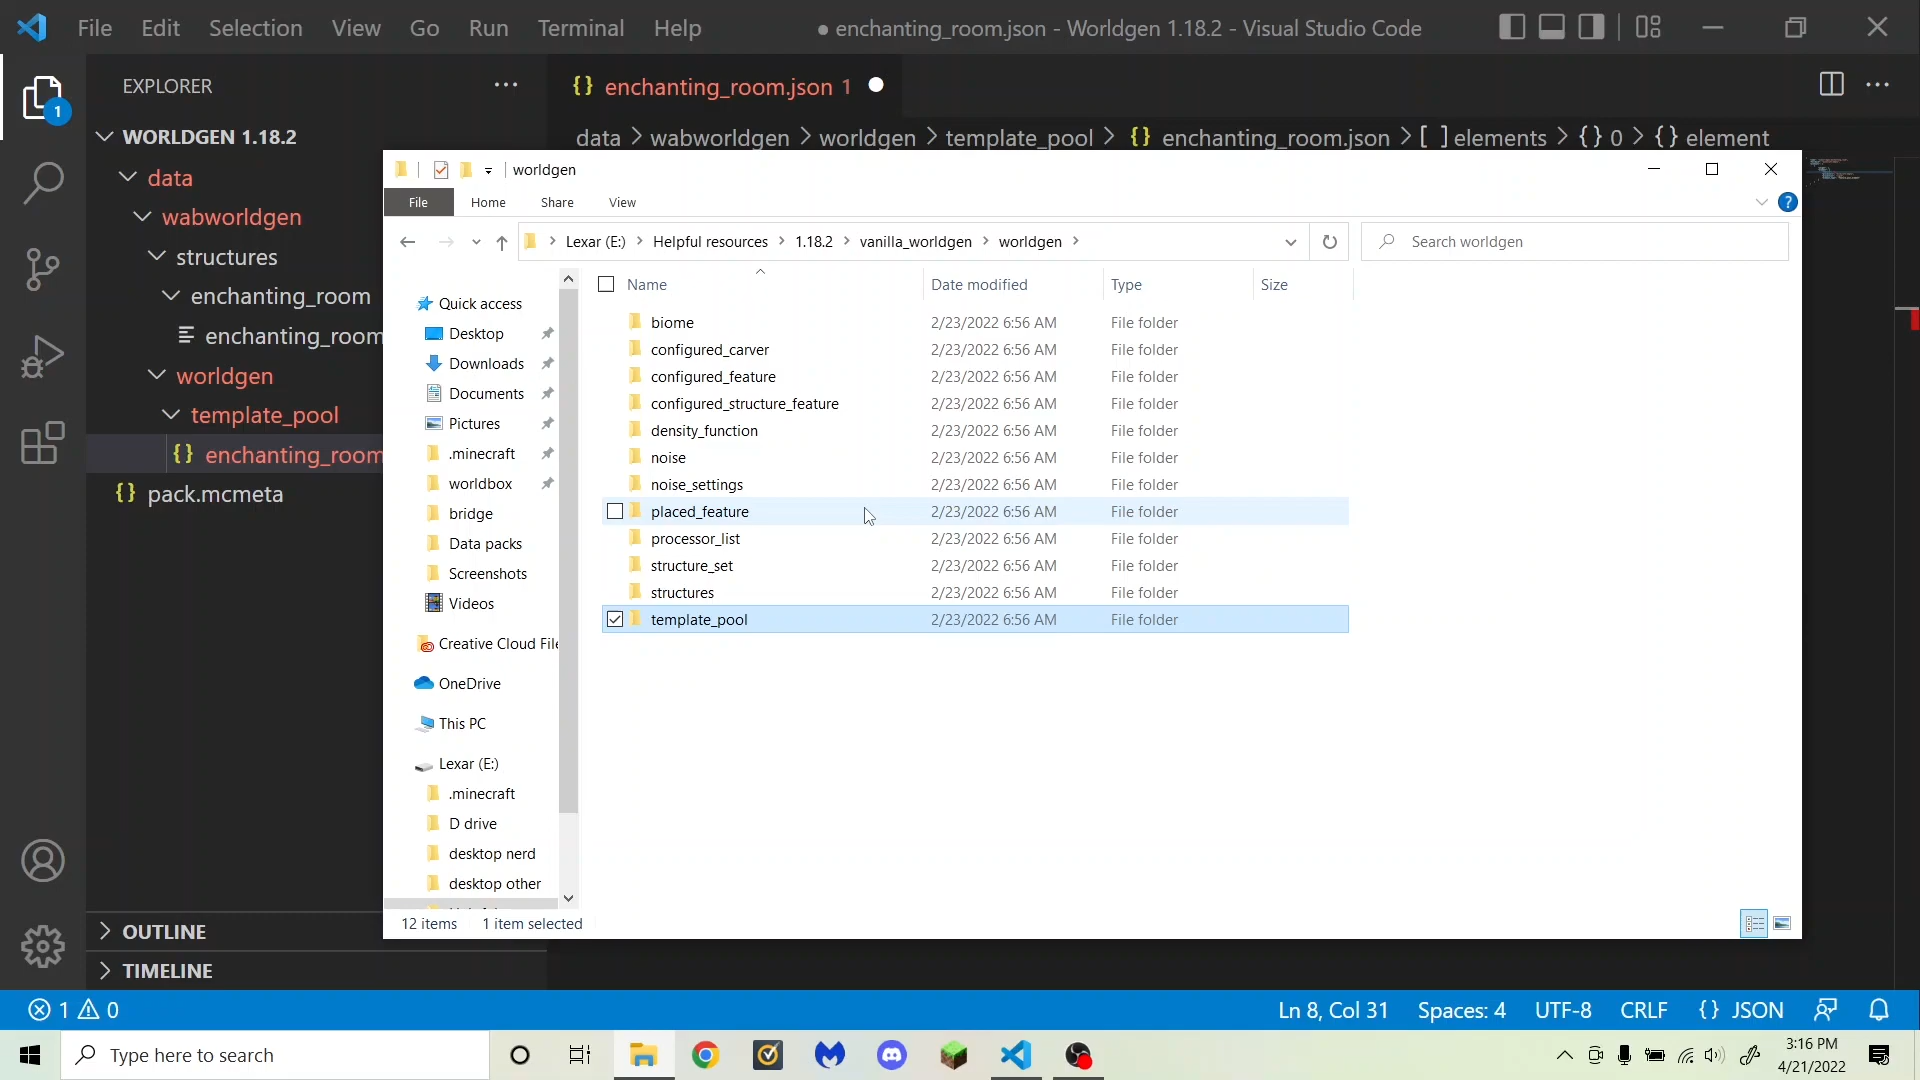 File Edit Selection View Go Run Terminal Help ● enchanting_room.json - Worldgen 1.18.2 - Visual Studio Code
EXPLORER ···
{} enchanting_room.json 1 ●
1
WORLDGEN 1.18.2
data > wabworldgen > worldgen > template_pool > {} enchanting_room.json > [ ] elements > {} 0 > {} element
data
wabworldgen
structures
enchanting_room
enchanting_room
worldgen
template_pool
{} enchanting_room
{} pack.mcmeta
OUTLINE
TIMELINE
worldgen
File Home Share View
?
> Lexar (E:) > Helpful resources > 1.18.2 > vanilla_worldgen > worldgen >
Search worldgen
Quick access
Desktop
Downloads
Documents
Pictures
.minecraft
worldbox
bridge
Data packs
Screenshots
Videos
Creative Cloud File
OneDrive
This PC
Lexar (E:)
.minecraft
D drive
desktop nerd
desktop other
Name Date modified Type Size
biome 2/23/2022 6:56 AM File folder
configured_carver 2/23/2022 6:56 AM File folder
configured_feature 2/23/2022 6:56 AM File folder
configured_structure_feature 2/23/2022 6:56 AM File folder
density_function 2/23/2022 6:56 AM File folder
noise 2/23/2022 6:56 AM File folder
noise_settings 2/23/2022 6:56 AM File folder
placed_feature 2/23/2022 6:56 AM File folder
processor_list 2/23/2022 6:56 AM File folder
structure_set 2/23/2022 6:56 AM File folder
structures 2/23/2022 6:56 AM File folder
template_pool 2/23/2022 6:56 AM File folder
12 items 1 item selected
1 0 Ln 8, Col 31 Spaces: 4 UTF-8 CRLF {} JSON
Type here to search
3:16 PM
4/21/2022